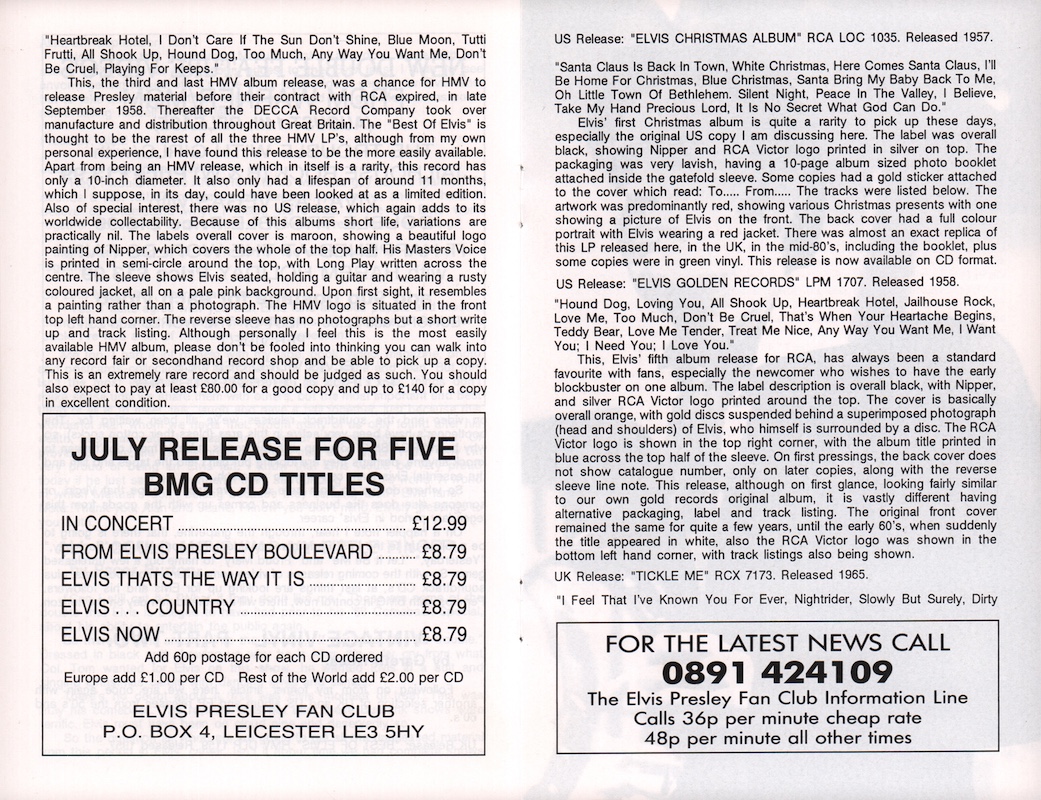 "Heartbreak Hotel, I Don't Care If The Sun Don't Shine, Blue Moon, Tutti
Frutti, All Shook Up, Hound Dog, Too Much, Any Way You Want Me, Don't
Be Cruel, Playing For Keeps."
This, the third and last HMV album release, was a chance for HMV to
release Presley material before their contract with RCA expired, in late
September 1958. Thereafter the DECCA Record Company took over
manufacture and distribution throughout Great Britain. The "Best Of Elvis" is
thought to be the rarest of all the three HMV LP's, although from my own
personal experience, I have found this release to be the more easily available.
Apart from being an HMV release, which in itself is a rarity, this record has
only a 10-inch diameter. It also only had a lifespan of around 11 months,
which I suppose, in its day, could have been looked at as a limited edition.
Also of special interest, there was no US release, which again adds to its
worldwide collectability. Because of this albums short life, variations are
practically nil. The labels overall cover is maroon, showing a beautiful logo
painting of Nipper, which covers the whole of the top half. His Masters Voice
is printed in semi-circle around the top, with Long Play written across the
centre. The sleeve shows Elvis seated, holding a guitar and wearing a rusty
coloured jacket, all on a pale pink background. Upon first sight, it resembles
a painting rather than a photograph. The HMV logo is situated in the front
top left hand corner. The reverse sleeve has no photographs but a short write
up and track listing. Although personally I feel this is the most easily
available HMV album, please don't be fooled into thinking you can walk into
any record fair or secondhand record shop and be able to pick up a copy.
This is an extremely rare record and should be judged as such. You should
also expect to pay at least £80.00 for a good copy and up to £140 for a copy
in excellent condition.
JULY RELEASE FOR FIVE
BMG CD TITLES
IN CONCERT ........ £12.99
FROM ELVIS PRESLEY BOULEVARD ........ £8.79
ELVIS THATS THE WAY IT IS ........ £8.79
ELVIS . . . COUNTRY ........ £8.79
ELVIS NOW ........ £8.79
Add 60p postage for each CD ordered
Europe add £1.00 per CD Rest of the World add £2.00 per CD
ELVIS PRESLEY FAN CLUB
P.O. BOX 4, LEICESTER LE3 5HY
US Release: "ELVIS CHRISTMAS ALBUM" RCA LOC 1035. Released 1957.
"Santa Claus Is Back In Town, White Christmas, Here Comes Santa Claus, I'll
Be Home For Christmas, Blue Christmas, Santa Bring My Baby Back To Me,
Oh Little Town Of Bethlehem. Silent Night, Peace In The Valley, I Believe,
Take My Hand Precious Lord, It Is No Secret What God Can Do."
Elvis' first Christmas album is quite a rarity to pick up these days,
especially the original US copy I am discussing here. The label was overall
black, showing Nipper and RCA Victor logo printed in silver on top. The
packaging was very lavish, having a 10-page album sized photo booklet
attached inside the gatefold sleeve. Some copies had a gold sticker attached
to the cover which read: To..... From..... The tracks were listed below. The
artwork was predominantly red, showing various Christmas presents with one
showing a picture of Elvis on the front. The back cover had a full colour
portrait with Elvis wearing a red jacket. There was almost an exact replica of
this LP released here, in the UK, in the mid-80's, including the booklet, plus
some copies were in green vinyl. This release is now available on CD format.
US Release: "ELVIS GOLDEN RECORDS" LPM 1707. Released 1958.
"Hound Dog, Loving You, All Shook Up, Heartbreak Hotel, Jailhouse Rock,
Love Me, Too Much, Don't Be Cruel, That's When Your Heartache Begins,
Teddy Bear, Love Me Tender, Treat Me Nice, Any Way You Want Me, I Want
You; I Need You; I Love You."
This, Elvis' fifth album release for RCA, has always been a standard
favourite with fans, especially the newcomer who wishes to have the early
blockbuster on one album. The label description is overall black, with Nipper,
and silver RCA Victor logo printed around the top. The cover is basically
overall orange, with gold discs suspended behind a superimposed photograph
(head and shoulders) of Elvis, who himself is surrounded by a disc. The RCA
Victor logo is shown in the top right corner, with the album title printed in
blue across the top half of the sleeve. On first pressings, the back cover does
not show catalogue number, only on later copies, along with the reverse
sleeve line note. This release, although on first glance, looking fairly similar
to our own gold records original album, it is vastly different having
alternative packaging, label and track listing. The original front cover
remained the same for quite a few years, until the early 60's, when suddenly
the title appeared in white, also the RCA Victor logo was shown in the
bottom left hand corner, with track listings also being shown.
UK Release: "TICKLE ME" RCX 7173. Released 1965.
"I Feel That I've Known You For Ever, Nightrider, Slowly But Surely, Dirty
FOR THE LATEST NEWS CALL
0891 424109
The Elvis Presley Fan Club Information Line
Calls 36p per minute cheap rate
48p per minute all other times